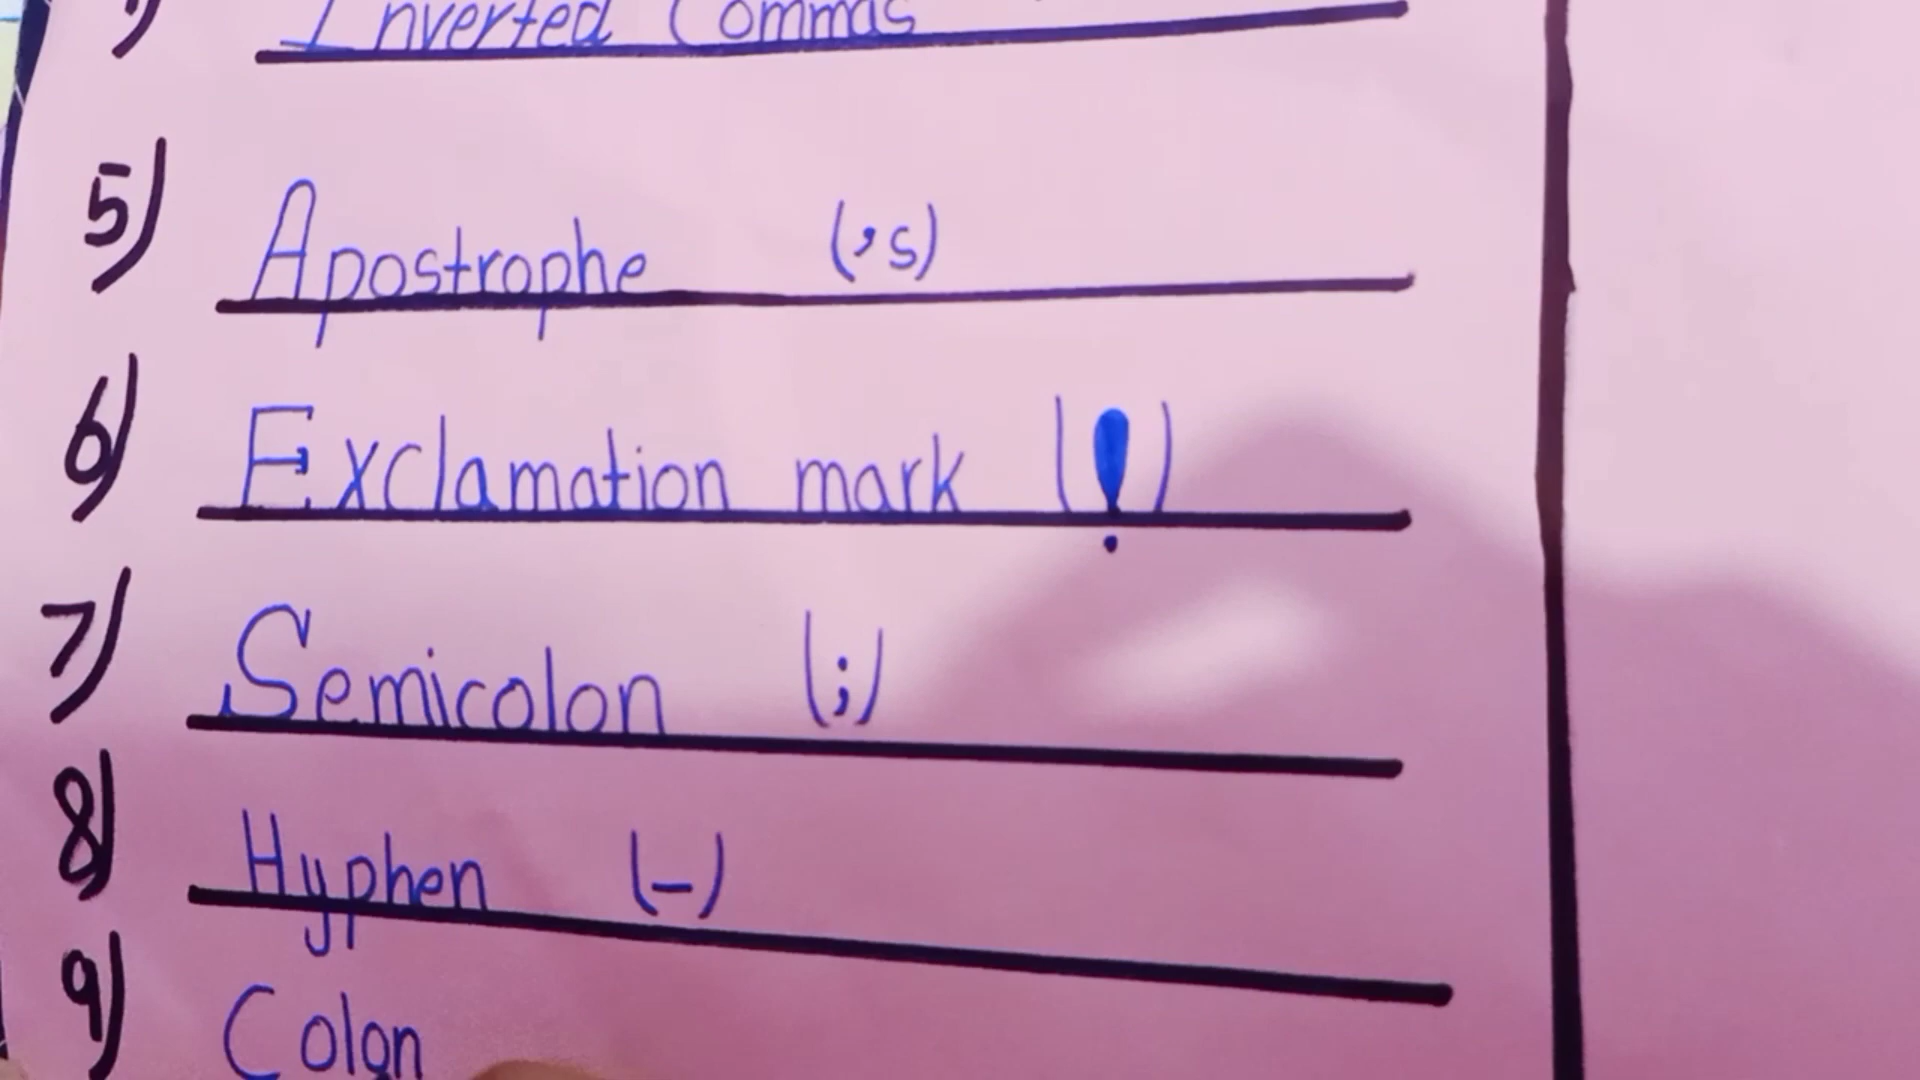 Inverted Commas
5) Apostrophe (’s)
6) Exclamation mark (!)
7) Semicolon (;)
8) Hyphen (-)
9) Colon